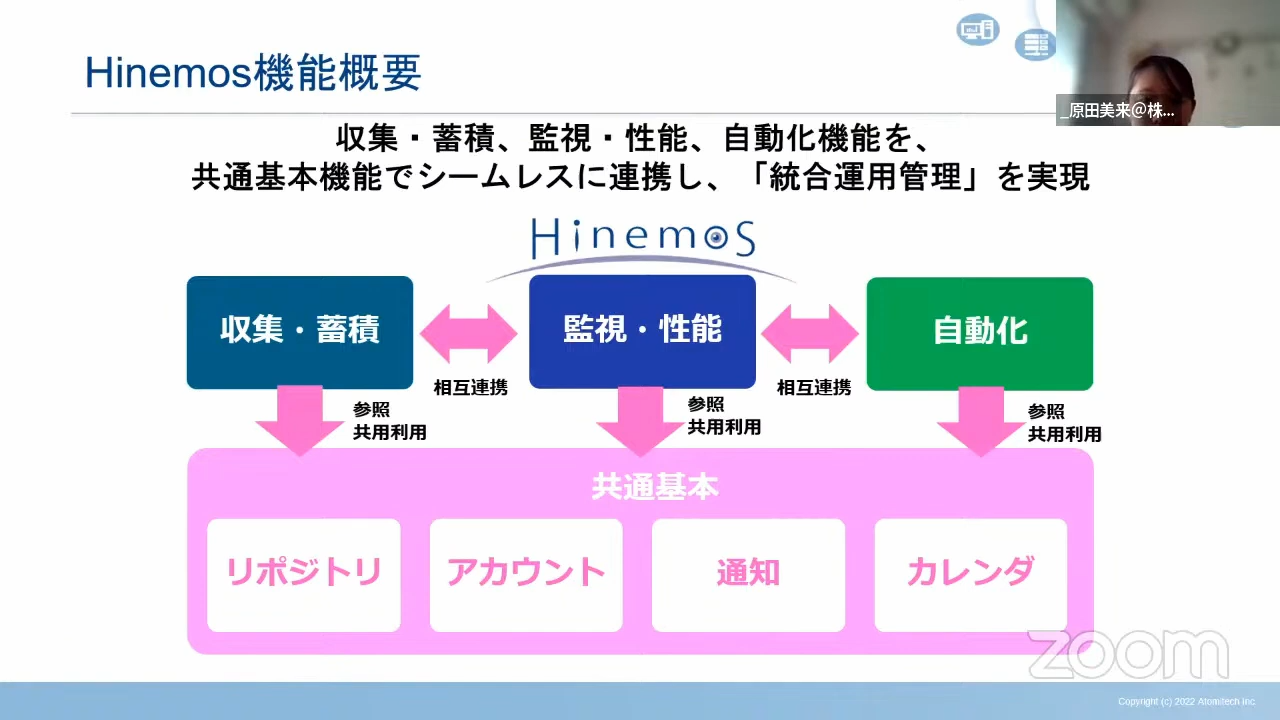 Hinemos機能概要
_原田美来@株...
収集・蓄積、監視・性能、自動化機能を、
共通基本機能でシームレスに連携し、「統合運用管理」を実現
Hinemos
収集・蓄積
監視・性能
自動化
相互連携
相互連携
参照
共用利用
参照
共用利用
参照
共用利用
共通基本
リポジトリ
アカウント
通知
カレンダ
zoom
Copyright (c) 2022 Atomitech Inc.